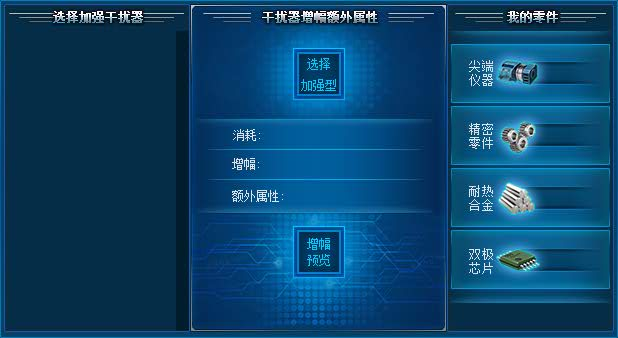 选择加强干扰器
干扰器增幅额外属性
选择
加强型
消耗:
增幅:
额外属性:
增幅
预览
我的零件
尖端
仪器
精密
零件
耐热
合金
双极
芯片